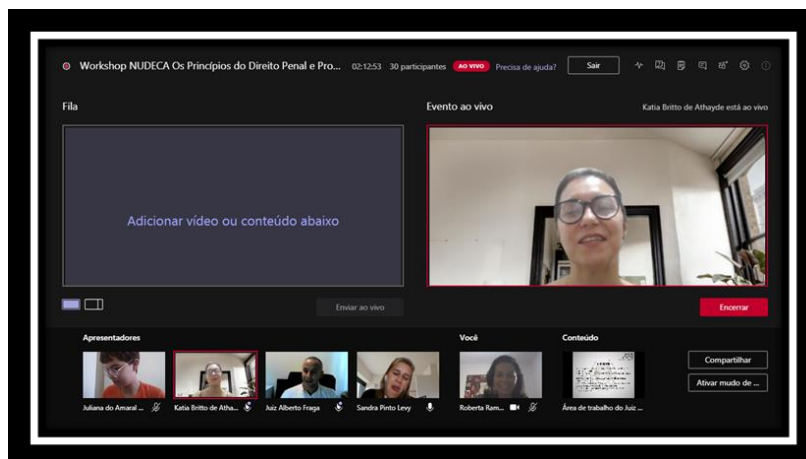 Workshop NUDECA Os Princípios do Direito Penal e Pro... 02:12:53 30 participantes AO VIVO Precisa de ajuda? Sair
Fila
Evento ao vivo
Katia Britto de Athayde está ao vivo
Adicionar vídeo ou conteúdo abaixo
Enviar ao vivo
Encerrar
Apresentadores
Você
Conteúdo
Compartilhar
Ativar mudo de ...
Juliana do Amaral ...
Katia Britto de Atha...
Juiz Alberto Fraga
Sandra Pinto Levy
Roberta Ram...
Área de trabalho do Juiz ...